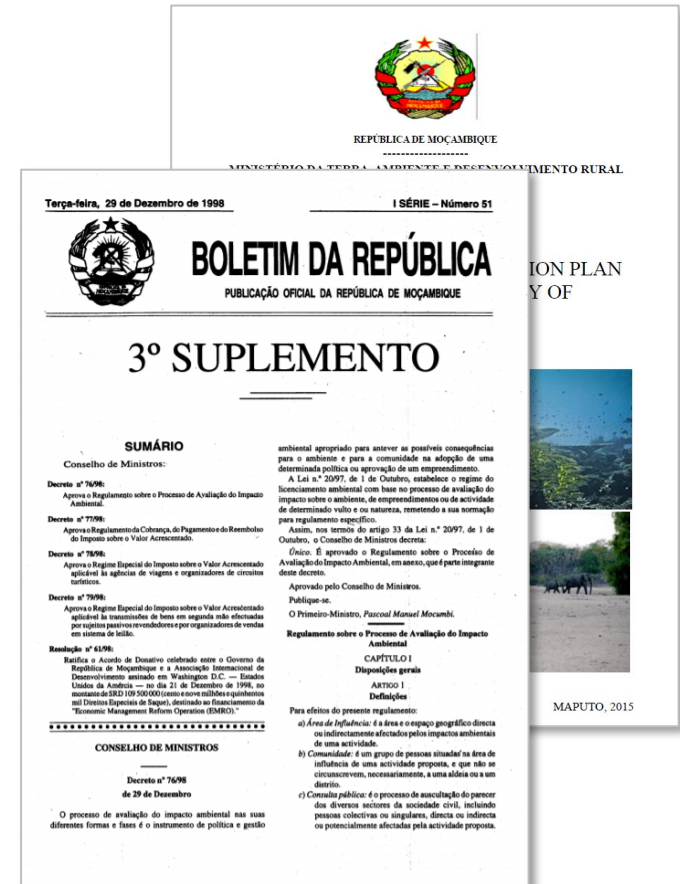 REPÚBLICA DE MOÇAMBIQUE
-------------------
MINISTÉRIO DA TERRA, AMBIENTE E DESENVOLVIMENTO RURAL
ION PLAN
Y OF
MAPUTO, 2015
Terça-feira, 29 de Dezembro de 1998
I SÉRIE – Número 51
BOLETIM DA REPÚBLICA
PUBLICAÇÃO OFICIAL DA REPÚBLICA DE MOÇAMBIQUE
3º SUPLEMENTO
SUMÁRIO
Conselho de Ministros:
Decreto nº 76/98:
Aprova o Regulamento sobre o Processo de Avaliação do Impacto
Ambiental.
Decreto nº 77/98:
Aprova o Regulamento da Cobrança, do Pagamento e do Reembolso
do Imposto sobre o Valor Acrescentado.
Decreto nº 78/98:
Aprova o Regime Especial do Imposto sobre o Valor Acrescentado
aplicável às agências de viagens e organizadores de circuitos
turísticos.
Decreto nº 79/98:
Aprova o Regime Especial do Imposto sobre o Valor Acrescentado
aplicável às transmissões de bens em segunda mão efectuadas
por sujeitos passivos revendedores e por organizadores de vendas
em sistema de leilão.
Resolução nº 61/98:
Ratifica o Acordo de Donativo celebrado entre o Governo da
República de Moçambique e a Associação Internacional de
Desenvolvimento assinado em Washington D.C. — Estados
Unidos da América — no dia 21 de Dezembro de 1998, no
montante de SRD 109 500 000 (cento e nove milhões e quinhentos
mil Direitos Especiais de Saque), destinado ao financiamento da
"Economic Management Reform Operation (EMRO)."
CONSELHO DE MINISTROS
Decreto nº 76/98
de 29 de Dezembro
O processo de avaliação do impacto ambiental nas suas
diferentes formas e fases é o instrumento de política e gestão
ambiental apropriado para antever as possíveis consequências
para o ambiente e para a comunidade na adopção de uma
determinada política ou aprovação de um empreendimento.
A Lei n.º 20/97, de 1 de Outubro, estabelece o regime do
licenciamento ambiental com base no processo de avaliação do
impacto sobre o ambiente, de empreendimentos ou de actividade
de determinado vulto e ou natureza, remetendo a sua normação
para regulamento específico.
Assim, nos termos do artigo 33 da Lei n.º 20/97, de 1 de
Outubro, o Conselho de Ministros decreta:
Único. É aprovado o Regulamento sobre o Processo de
Avaliação do Impacto Ambiental, em anexo, que é parte integrante
deste decreto.
Aprovado pelo Conselho de Ministros.
Publique-se.
O Primeiro-Ministro, Pascoal Manuel Mocumbi.
Regulamento sobre o Processo de Avaliação do Impacto
Ambiental
CAPÍTULO I
Disposições gerais
ARTIGO 1
Definições
Para efeitos do presente regulamento:
a) Área de Influência: é a área e o espaço geográfico directa
ou indirectamente afectados pelos impactos ambientais
de uma actividade.
b) Comunidade: é um grupo de pessoas situadas na área de
influência de uma actividade proposta, e que não se
circunscrevem, necessariamente, a uma aldeia ou a um
distrito.
c) Consulta pública: é o processo de auscultação do parecer
dos diversos sectores da sociedade civil, incluindo
pessoas colectivas ou singulares, directa ou indirecta
ou potencialmente afectadas pela actividade proposta.